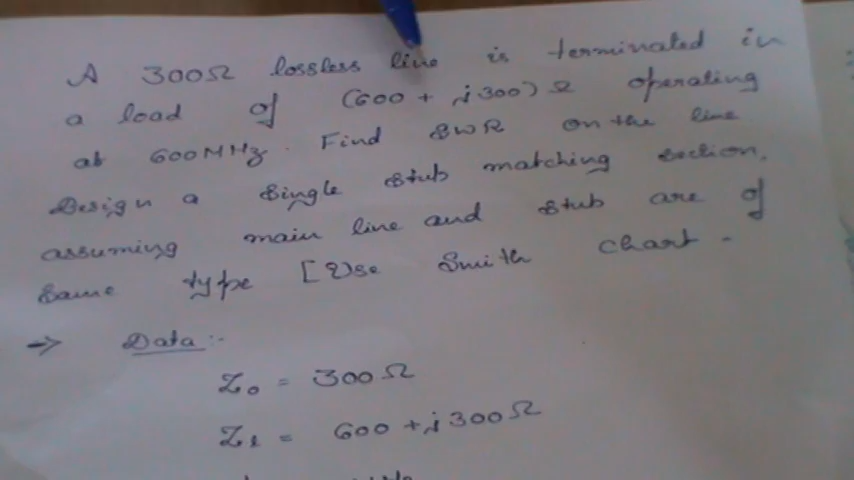 A 300Ω lossless line is terminated in
a load of (600 + j300) Ω operating
at 600MHz. Find SWR on the line
Design a single stub matching section,
assuming main line and stub are of
same type [Use Smith chart -
→ Data:-
Z₀ = 300Ω
Zₗ = 600 + j300Ω